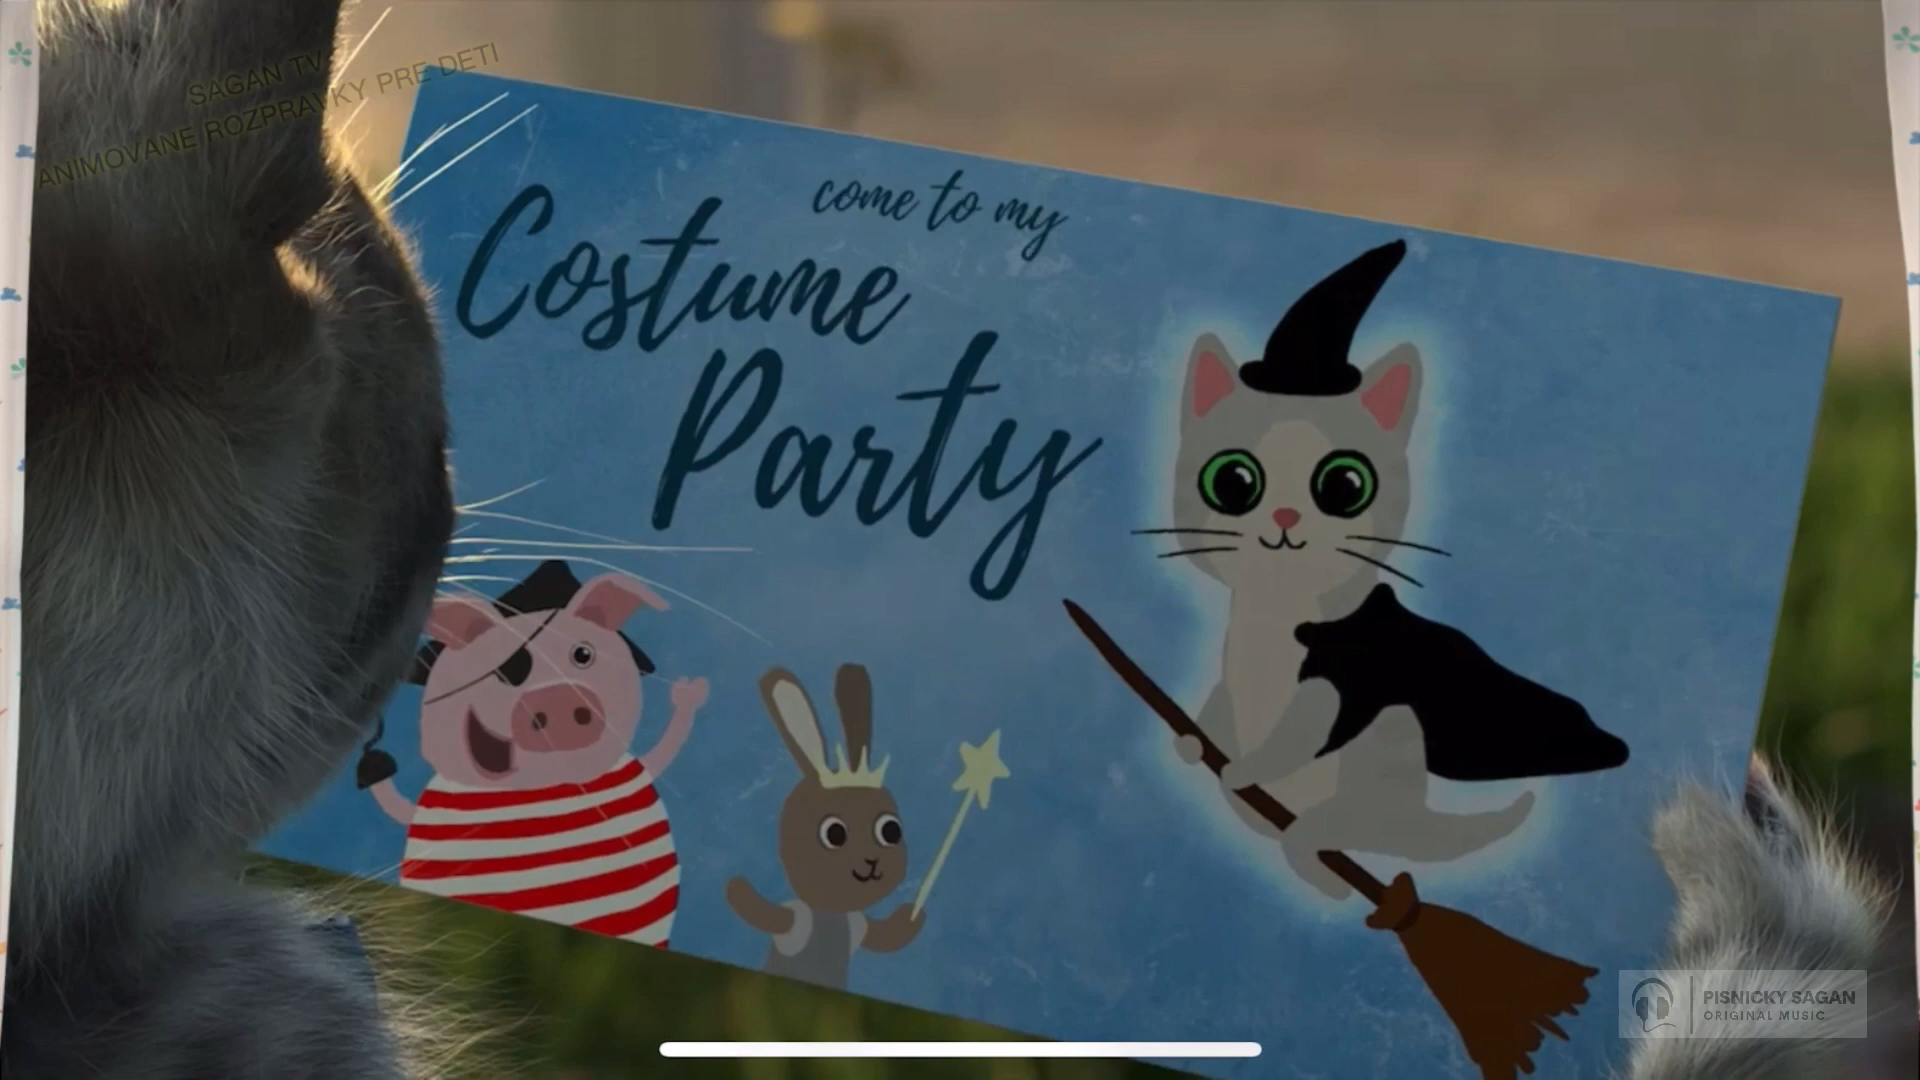 SAGAN TV
ANIMOVANE ROZPRAVKY PRE DETI
come to my
Costume
Party
PISNICKY SAGAN
ORIGINAL MUSIC